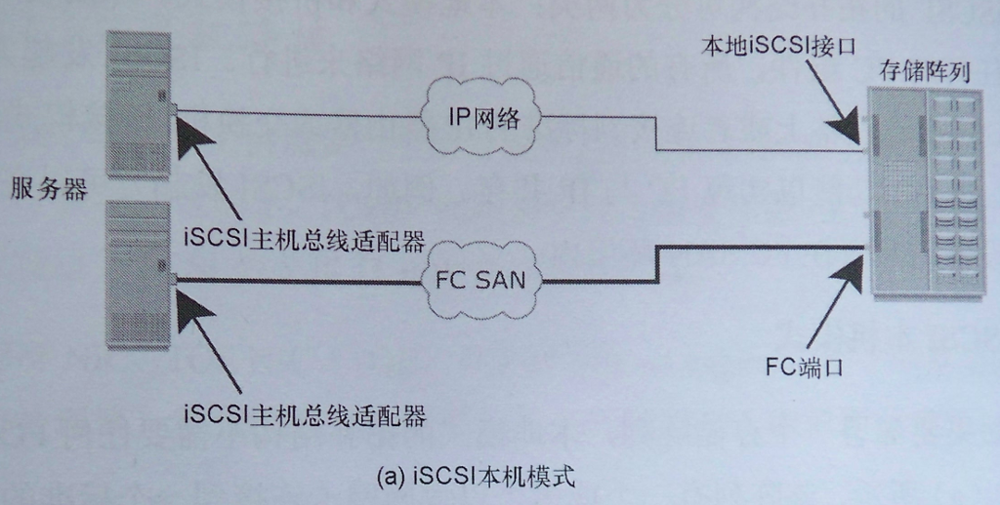 本地iSCSI接口
存储阵列
IP网络
服务器
iSCSI主机总线适配器
FC SAN
FC端口
iSCSI主机总线适配器
(a) iSCSI本机模式